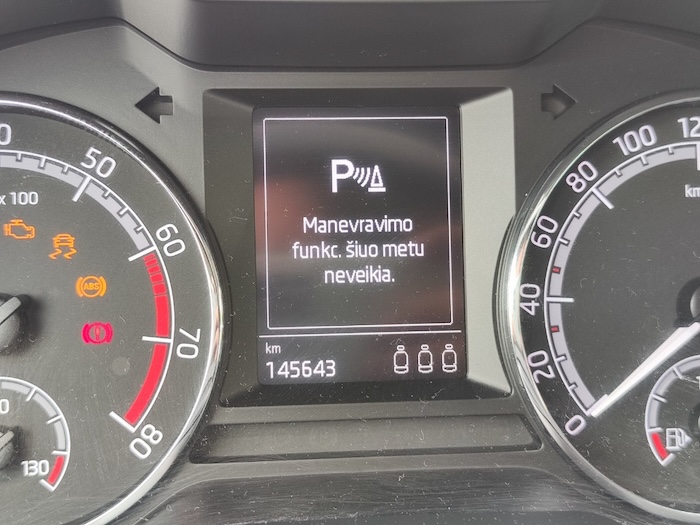 50
60
70
80
x 100
ABS
130
P
Manevravimo
funkc. šiuo metu
neveikia.
km
145643
0
20
40
60
80
100
km